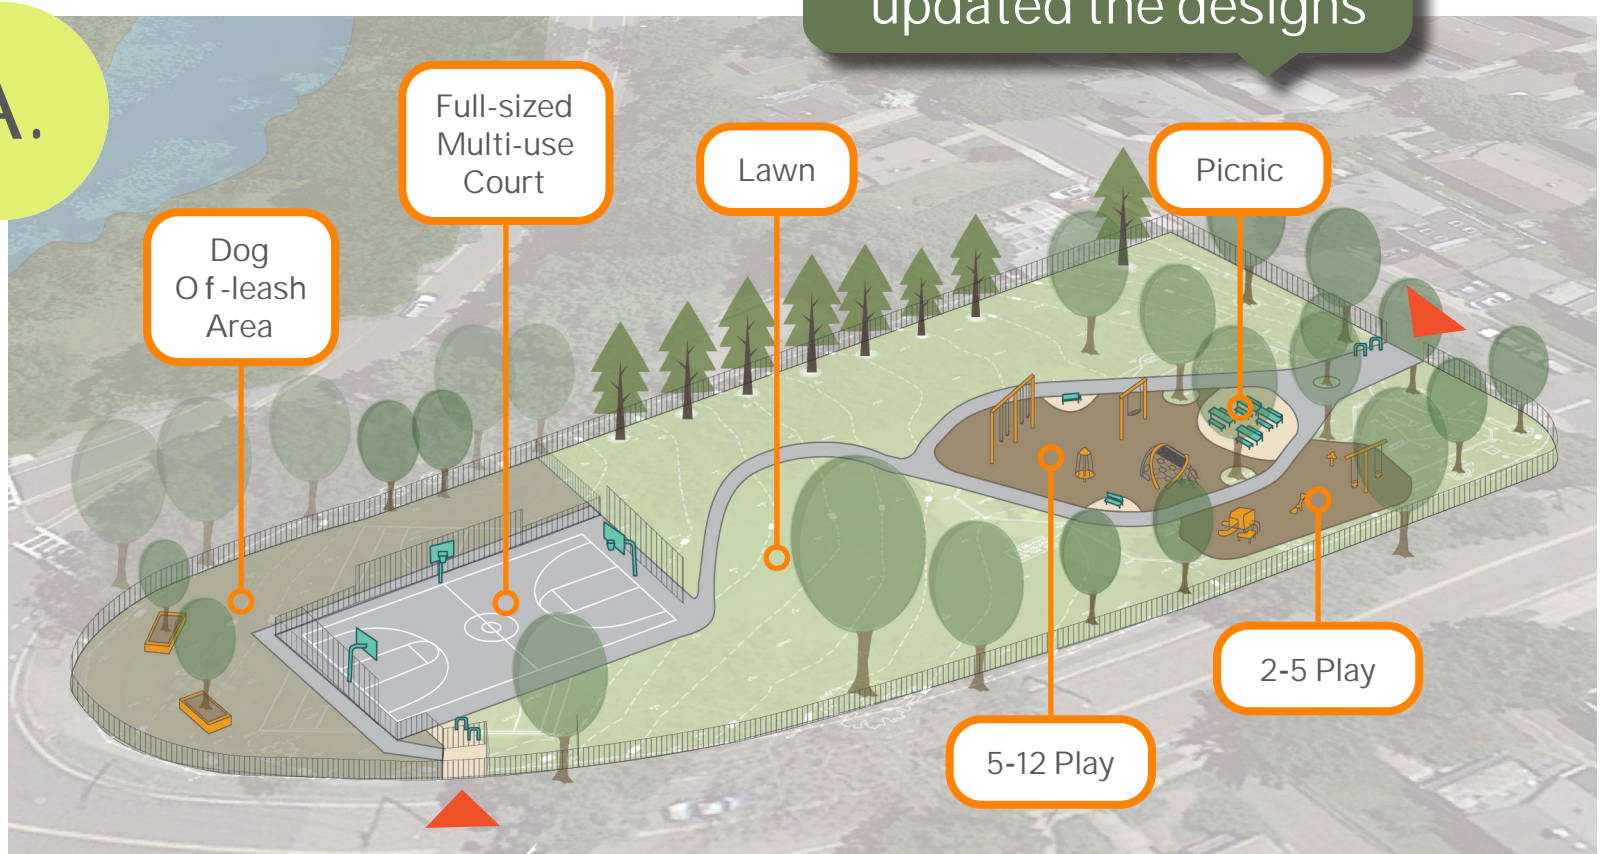 updated the designs
A.
Full-sized
Multi-use
Court
Lawn
Picnic
Dog
Of-leash
Area
2-5 Play
5-12 Play